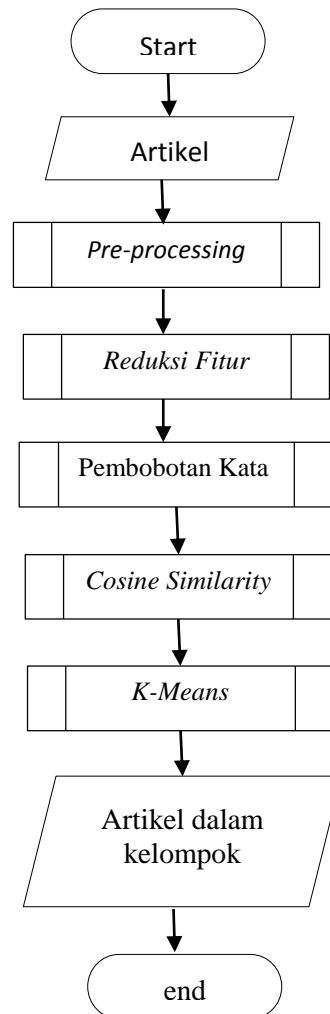 Start
Artikel
Pre-processing
Reduksi Fitur
Pembobotan Kata
Cosine Similarity
K-Means
Artikel dalam
kelompok
end